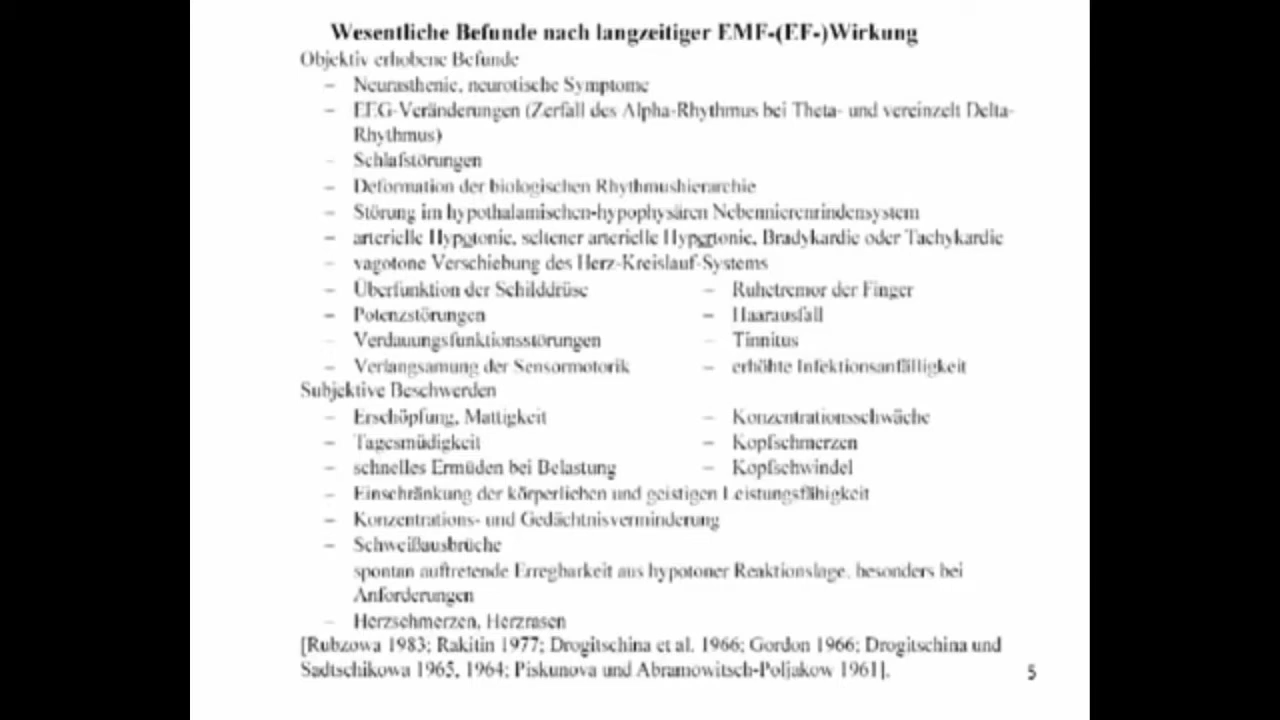 Wesentliche Befunde nach langzeitiger EMF-(EF-)Wirkung
Objektiv erhobene Befunde
– Neurasthenie, neurotische Symptome
– EEG-Veränderungen (Zerfall des Alpha-Rhythmus bei Theta- und vereinzelt Delta-
Rhythmus)
– Schlafstörungen
– Deformation der biologischen Rhythmushierarchie
– Störung im hypothalamischen-hypophysären Nebennierenrindensystem
– arterielle Hypotonie, seltener arterielle Hypertonie, Bradykardie oder Tachykardie
– vagotone Verschiebung des Herz-Kreislauf-Systems
– Überfunktion der Schilddrüse – Ruhetremor der Finger
– Potenzstörungen – Haarausfall
– Verdauungsfunktionsstörungen – Tinnitus
– Verlangsamung der Sensormotorik – erhöhte Infektionsanfälligkeit
Subjektive Beschwerden
– Erschöpfung, Mattigkeit – Konzentrationsschwäche
– Tagesmüdigkeit – Kopfschmerzen
– schnelles Ermüden bei Belastung – Kopfschwindel
– Einschränkung der körperlichen und geistigen Leistungsfähigkeit
– Konzentrations- und Gedächtnisverminderung
– Schweißausbrüche
spontan auftretende Erregbarkeit aus hypotoner Reaktionslage, besonders bei
Anforderungen
– Herzschmerzen, Herzrasen
[Rubzowa 1983; Rakitin 1977; Drogitschina et al. 1966; Gordon 1966; Drogitschina und
Sadtschikowa 1965, 1964; Piskunova und Abramowitsch-Poljakow 1961].
5